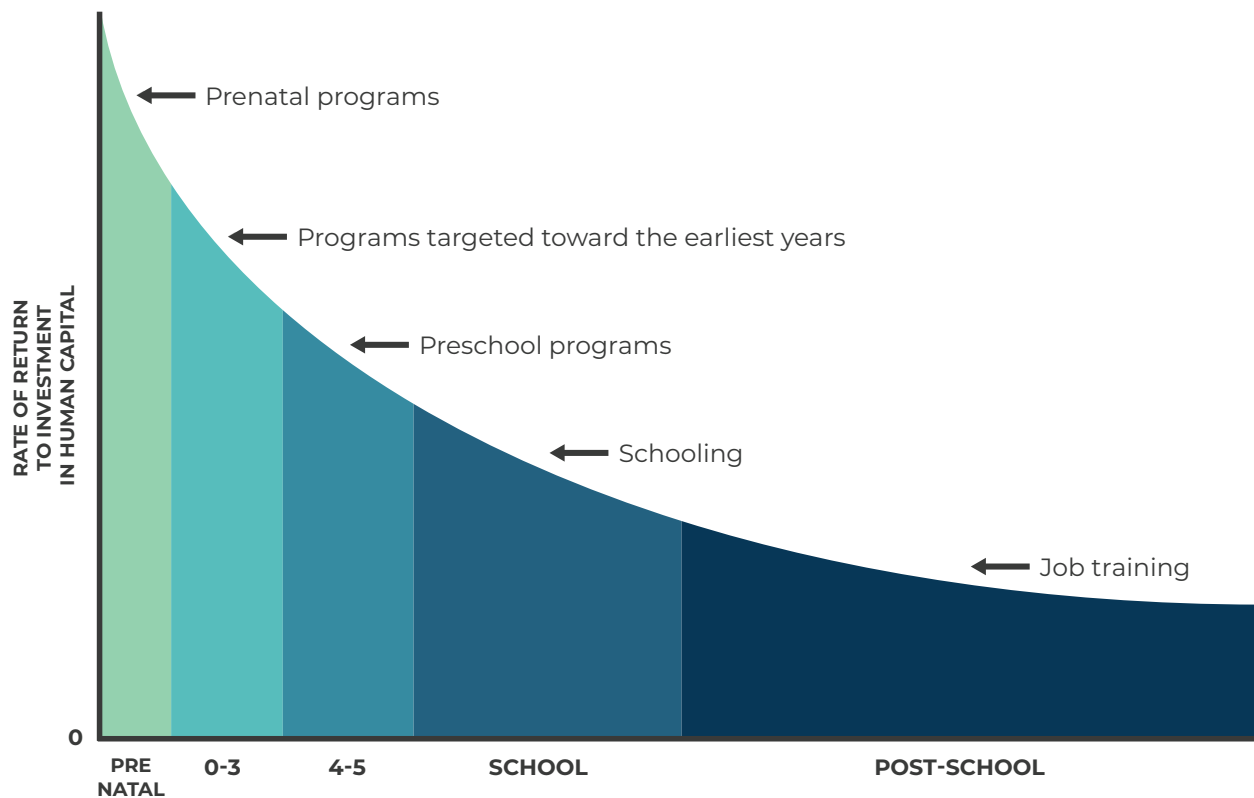 Prenatal programs
Programs targeted toward the earliest years
Preschool programs
Schooling
Job training
RATE OF RETURN
TO INVESTMENT
IN HUMAN CAPITAL
0
PRE
NATAL
0-3
4-5
SCHOOL
POST-SCHOOL